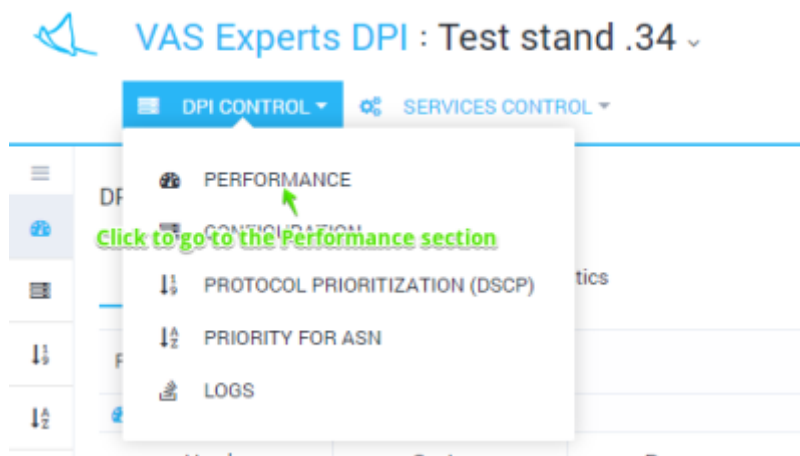 VAS Experts DPI : Test stand .34
DPI CONTROL SERVICES CONTROL
PERFORMANCE
CONFIGURATION
Click to go to the Performance section
PROTOCOL PRIORITIZATION (DSCP)
tics
PRIORITY FOR ASN
LOGS